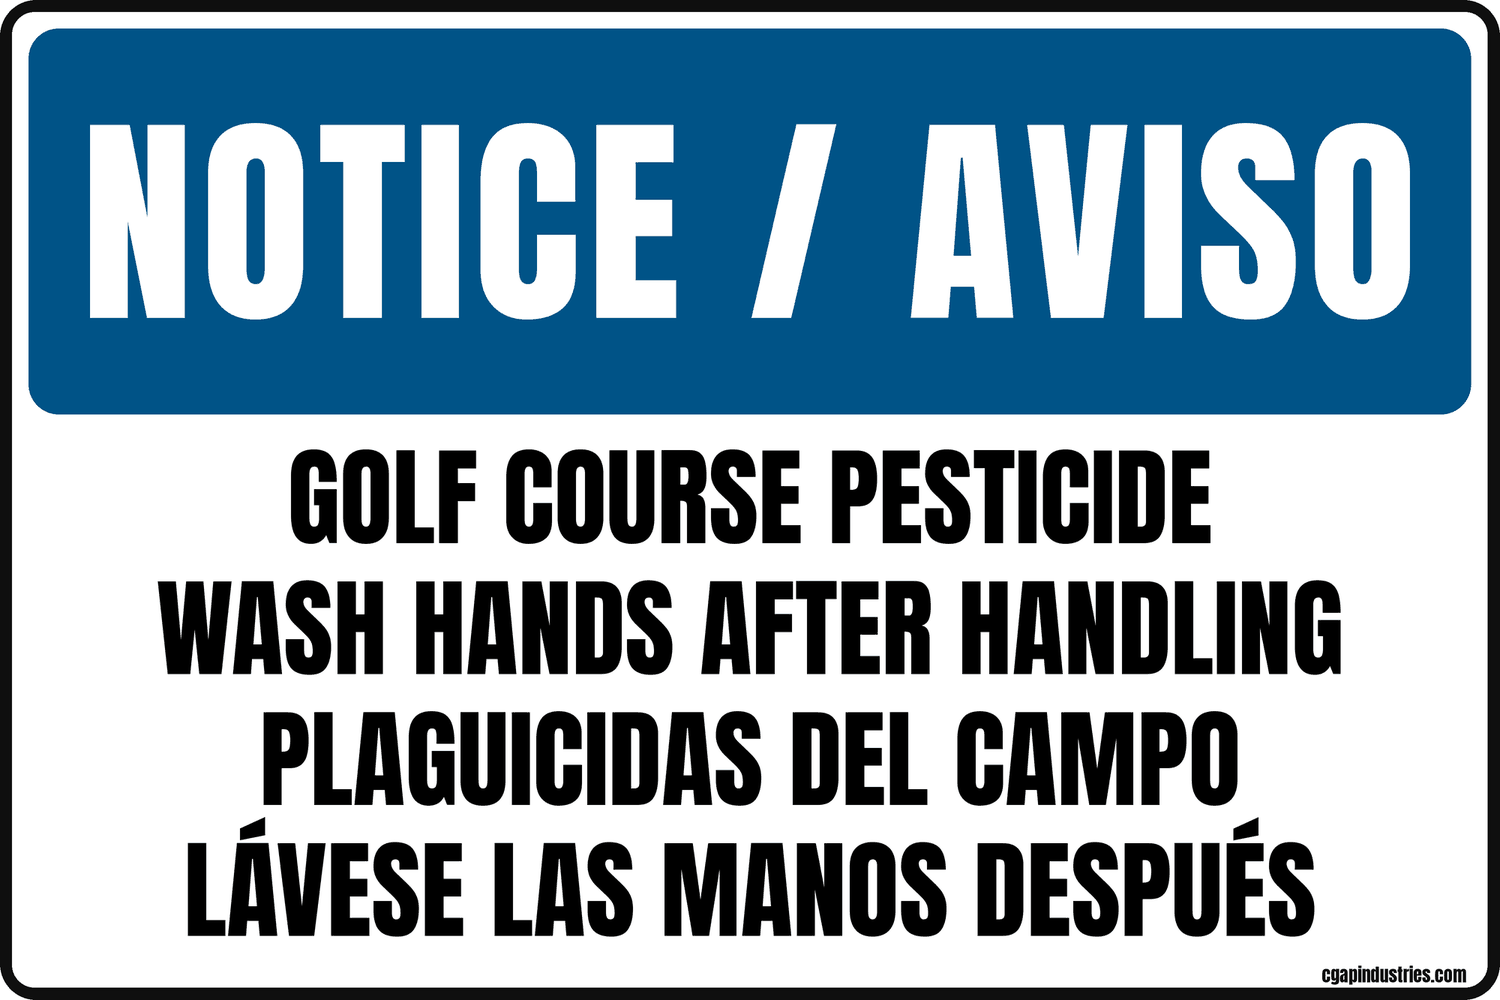 NOTICE / AVISO
GOLF COURSE PESTICIDE
WASH HANDS AFTER HANDLING
PLAGUICIDAS DEL CAMPO
LÁVESE LAS MANOS DESPUÉS
cgapindustries.com